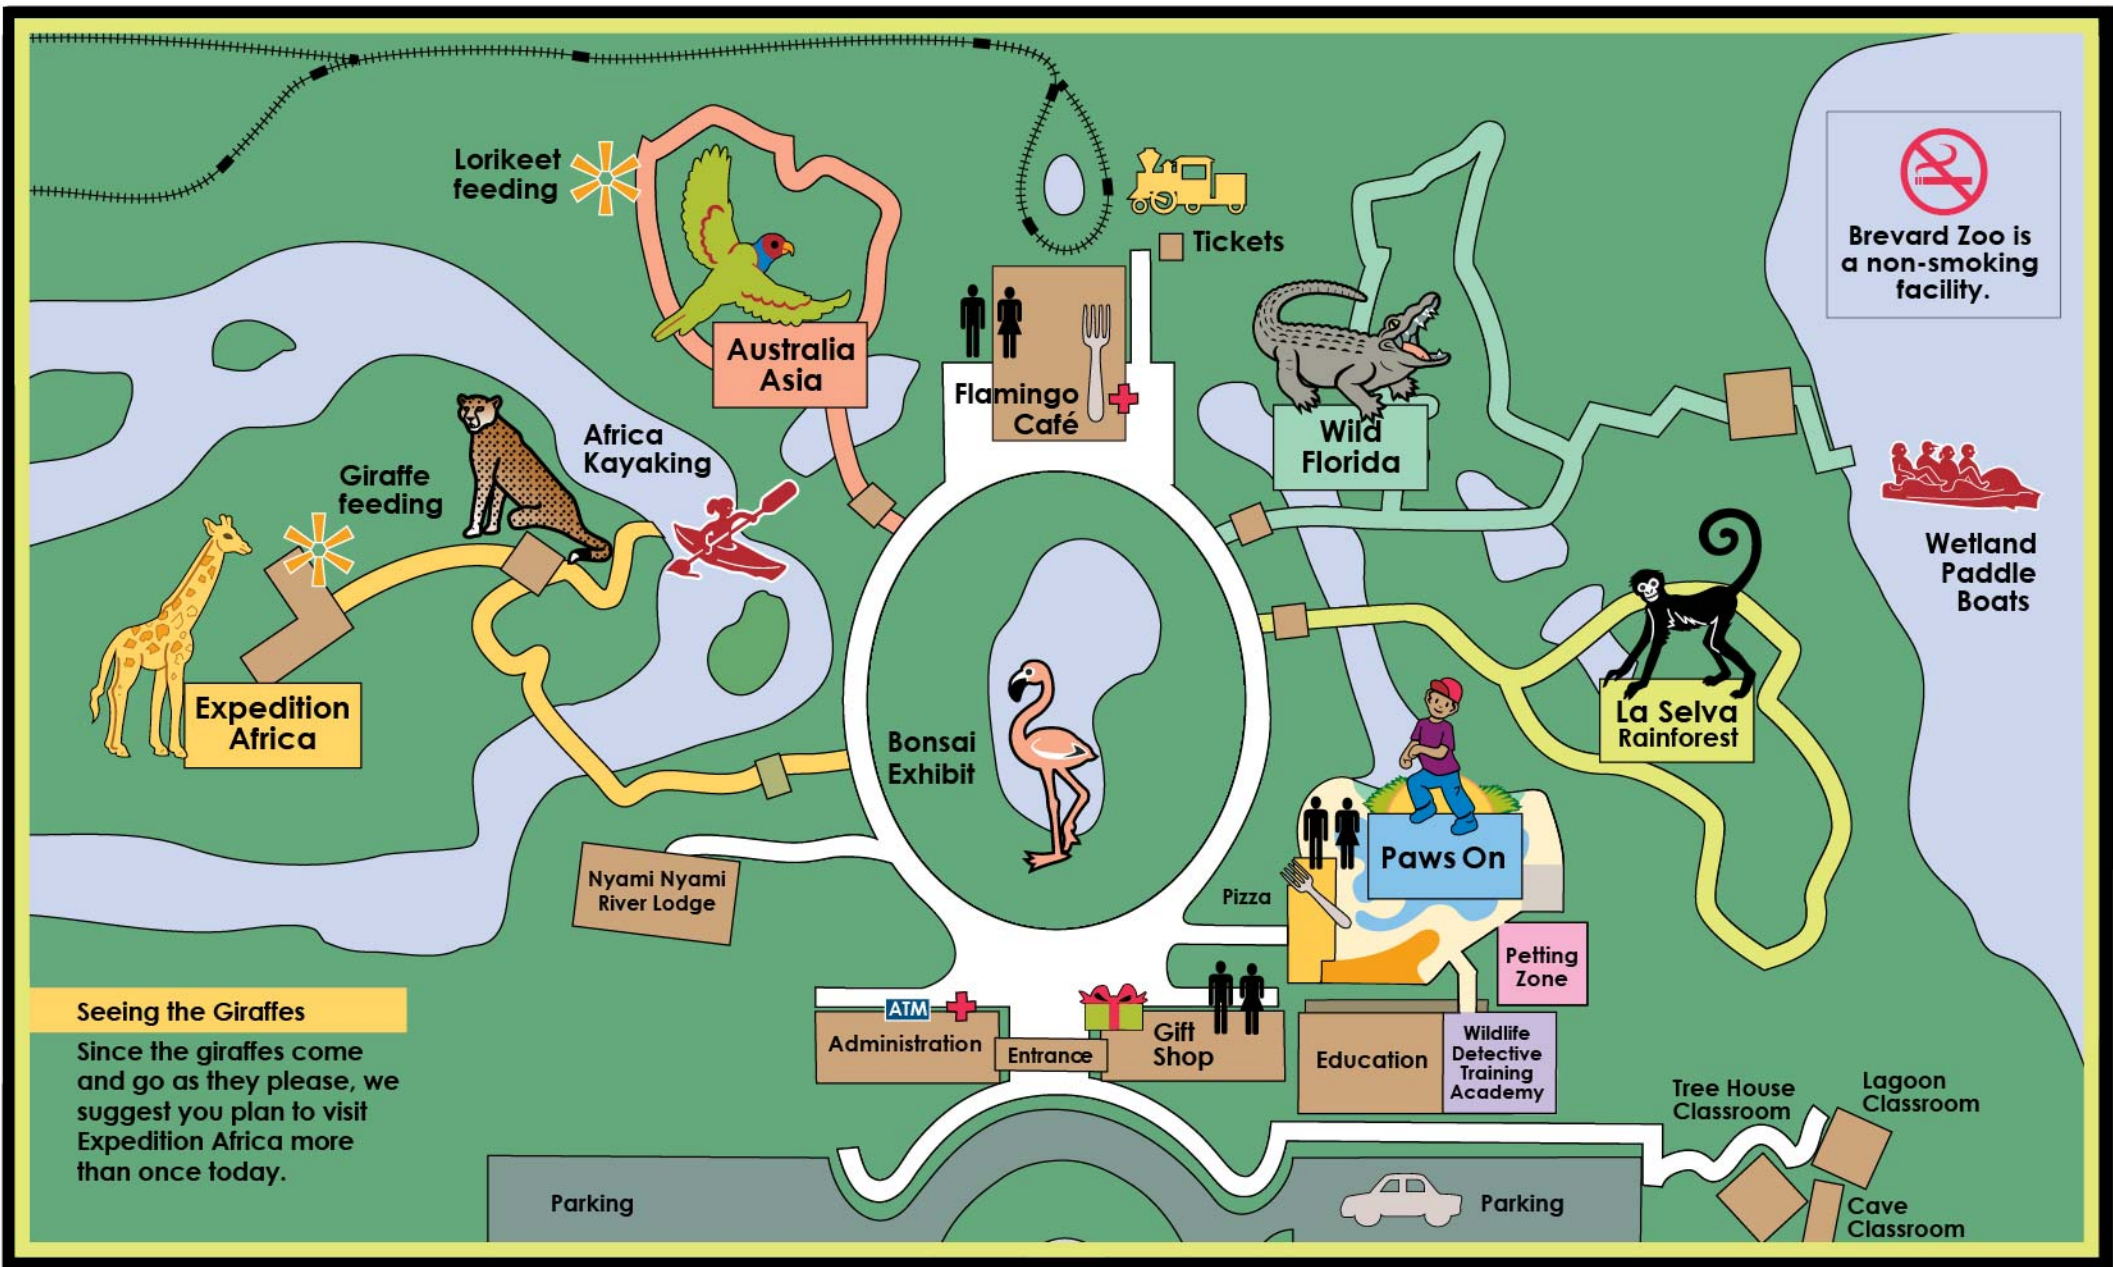 Lorikeet
feeding
Tickets
Brevard Zoo is
a non-smoking
facility.
Australia
Asia
Flamingo
Café
Wild
Florida
Africa
Kayaking
Giraffe
feeding
Wetland
Paddle
Boats
Expedition
Africa
Bonsai
Exhibit
La Selva
Rainforest
Paws On
Nyami Nyami
River Lodge
Pizza
Petting
Zone
Seeing the Giraffes
Since the giraffes come
and go as they please, we
suggest you plan to visit
Expedition Africa more
than once today.
ATM
Administration
Entrance
Gift
Shop
Education
Wildlife
Detective
Training
Academy
Tree House
Classroom
Lagoon
Classroom
Cave
Classroom
Parking
Parking